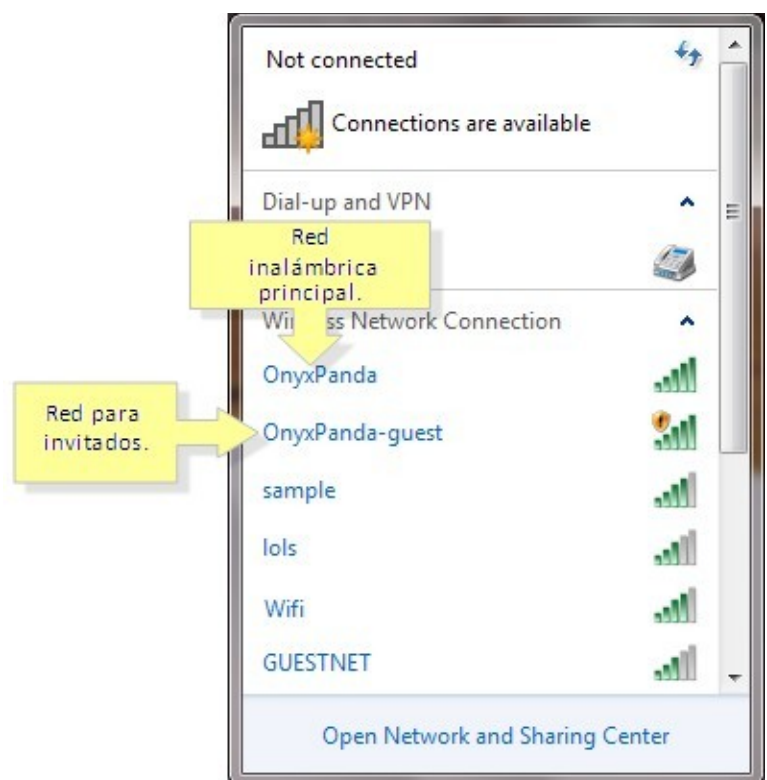 Not connected
Connections are available
Dial-up and VPN
Red
inalámbrica
principal.
Wi ss Network Connection
OnyxPanda
Red para
invitados.
OnyxPanda-guest
sample
lols
Wifi
GUESTNET
Open Network and Sharing Center